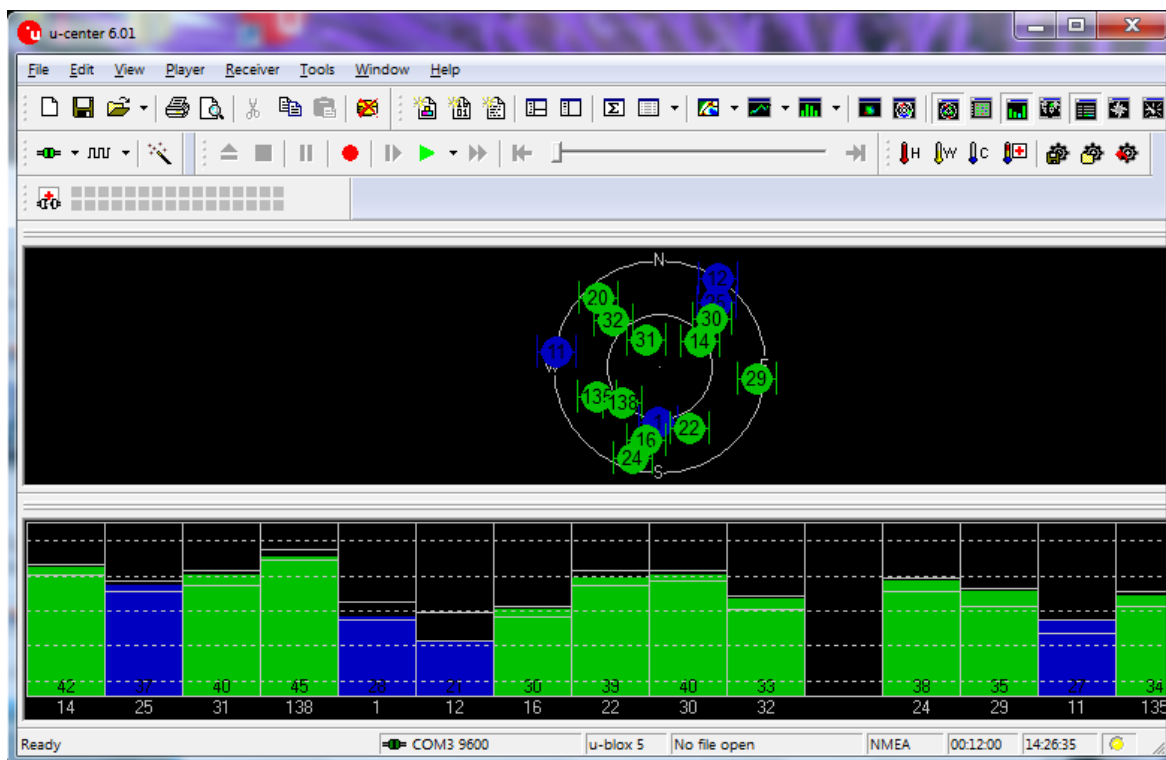 u-center 6.01
File Edit View Player Receiver Tools Window Help
H W C
N
12
20
25
30
32
31
14
11
W
E
29
135
138
1
22
16
24
S
42 37 40 45 26 21 30 39 40 33 38 35 27 34
14 25 31 138 1 12 16 22 30 32 24 29 11 135
Ready COM3 9600 u-blox 5 No file open NMEA 00:12:00 14:26:35